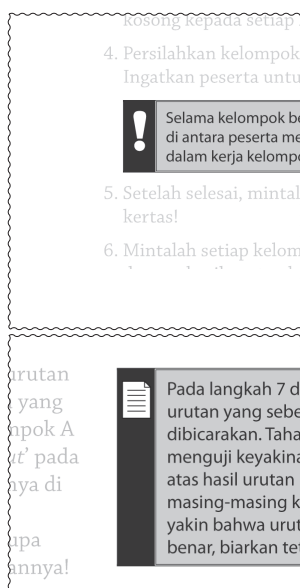 kosong kepada setiap
4. Persilahkan kelompok
Ingatkan peserta untu
Selama kelompok be
di antara peserta me
dalam kerja kelompo
5. Setelah selesai, mintal
kertas!
6. Mintalah setiap kelom
urutan
yang
mpok A
ut’ pada
nya di
upa
annya!
Pada langkah 7 d
urutan yang sebe
dibicarakan. Taha
menguji keyakina
atas hasil urutan
masing-masing k
yakin bahwa urut
benar, biarkan tet